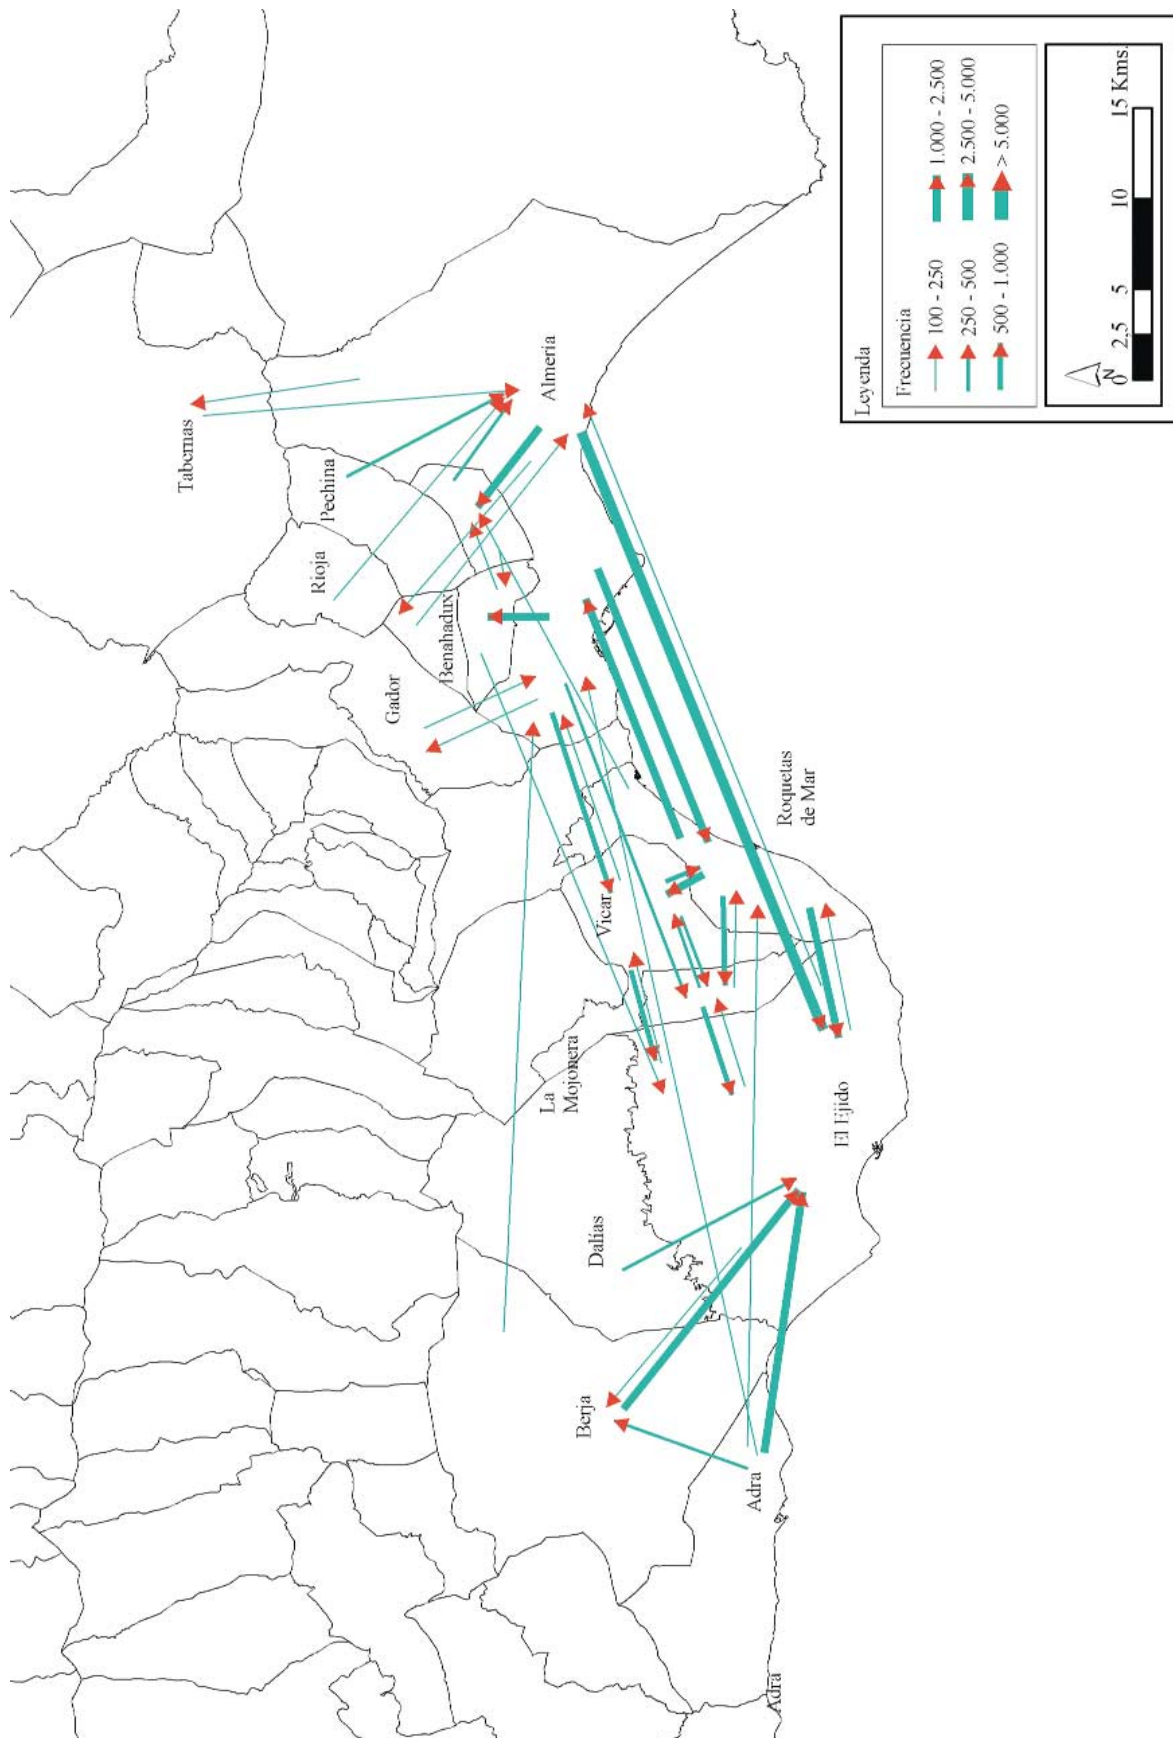 Tabernas
Pechina
Rioja
Almeria
Benahadux
Gador
Roquetas
de Mar
Vicar
La
Mojonera
El Ejido
Dalias
Berja
Adra
Adra
Leyenda
Frecuencia
100 - 250
250 - 500
500 - 1.000
1.000 - 2.500
2.500 - 5.000
> 5.000
N
0 2,5 5 10 15 Kms.